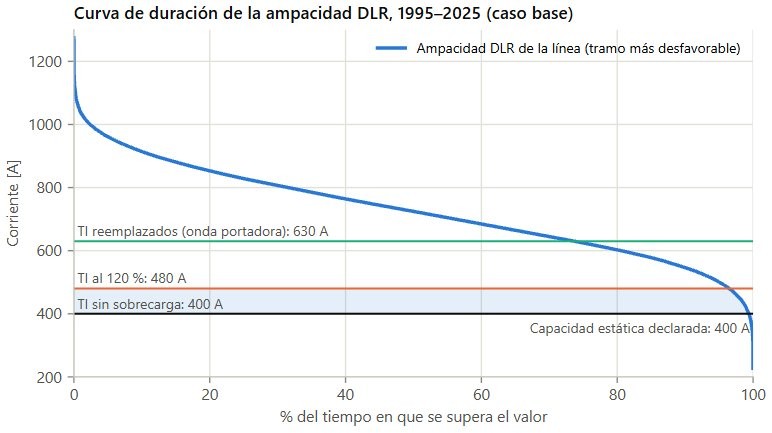 Curva de duración de la ampacidad DLR, 1995–2025 (caso base)
Ampacidad DLR de la línea (tramo más desfavorable)
Corriente [A]
1200
1000
800
600
400
200
TI reemplazados (onda portadora): 630 A
TI al 120 %: 480 A
TI sin sobrecarga: 400 A
Capacidad estática declarada: 400 A
0 20 40 60 80 100
% del tiempo en que se supera el valor